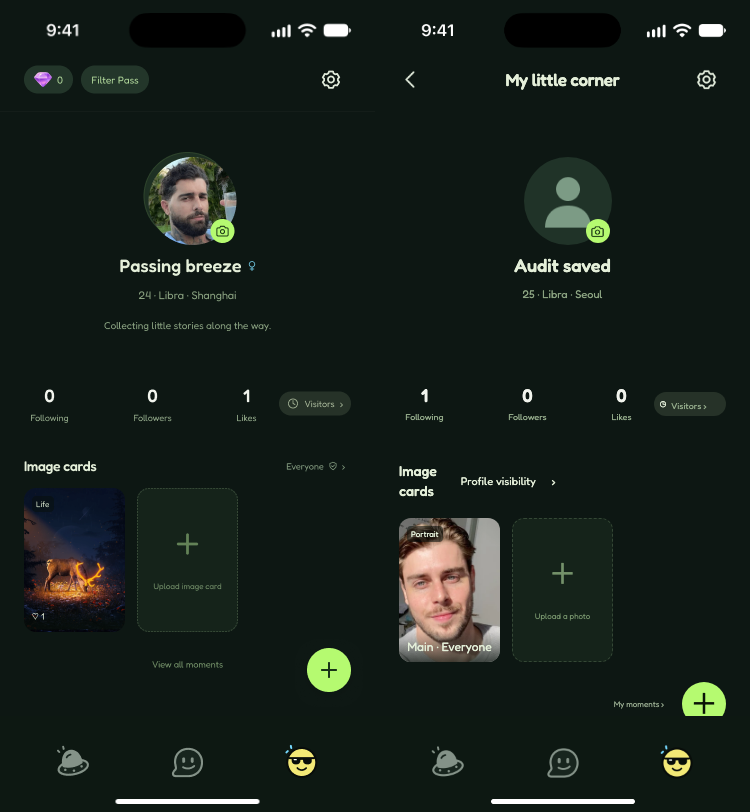 9:41
0
Filter Pass
Passing breeze
24 · Libra · Shanghai
Collecting little stories along the way.
0
Following
0
Followers
1
Likes
Visitors ›
Image cards
Everyone ›
Life
♡ 1
Upload image card
View all moments
9:41
My little corner
Audit saved
25 · Libra · Seoul
1
Following
0
Followers
0
Likes
Visitors ›
Image
cards
Profile visibility ›
Portrait
Main · Everyone
Upload a photo
My moments ›